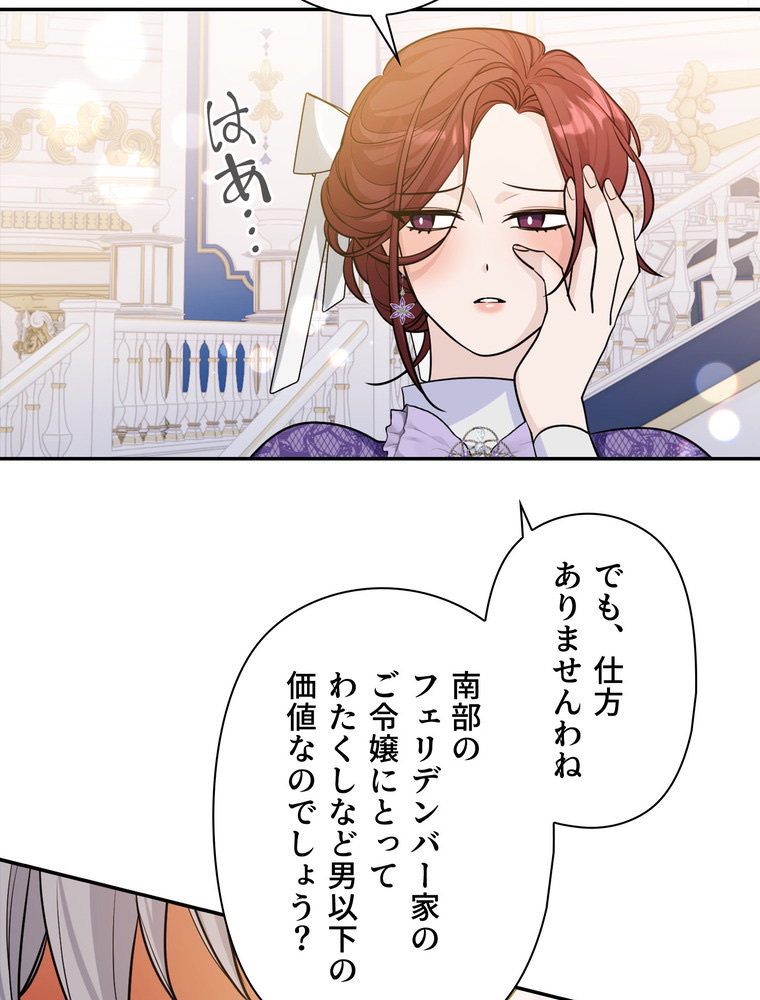 はあ…
でも、仕方
ありませんわね
南部の
フェリデンバー家の
ご令嬢にとって
わたくしなど男以下の
価値なのでしょう？